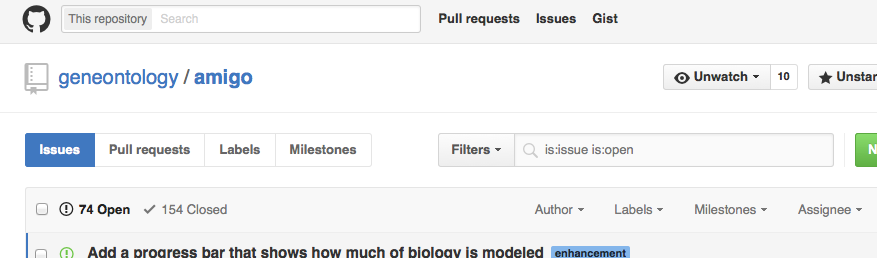 This repository Search Pull requests Issues Gist
geneontology / amigo Unwatch 10 Unstar
Issues Pull requests Labels Milestones Filters is:issue is:open
74 Open 154 Closed Author Labels Milestones Assignee
Add a progress bar that shows how much of biology is modeled enhancement